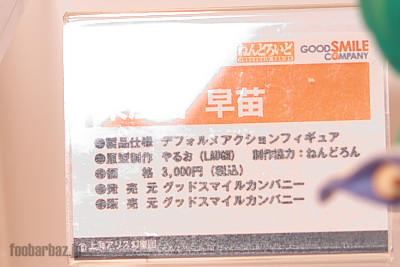 ねんどろいど GOOD SMILE COMPANY
早苗
●製品仕様 デフォルメアクションフィギュア
●原型製作 やるお (LAUGH) 制作協力:ねんどろん
●価 格 3,000円 (税込)
●発 売 元 グッドスマイルカンパニー
●販 売 元 グッドスマイルカンパニー
©上海アリス幻樂団
foobarbaz.